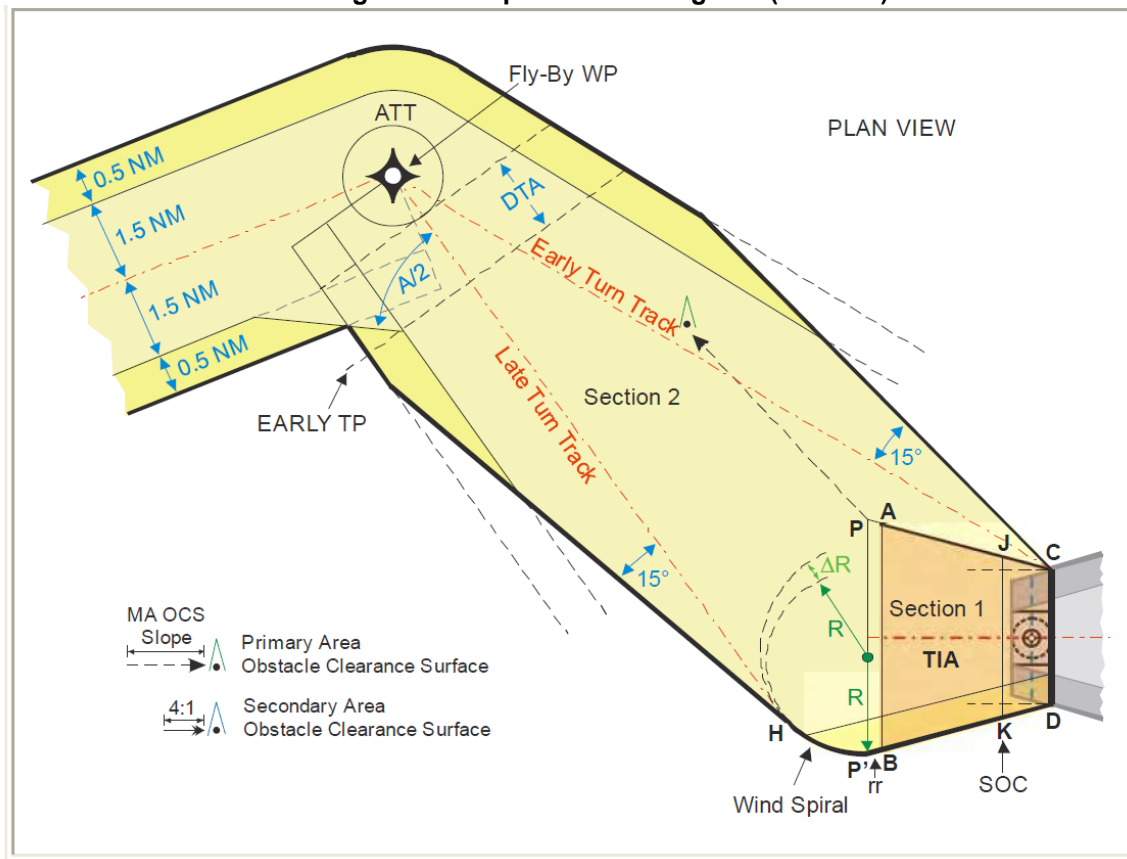 Fly-By WP
ATT
PLAN VIEW
0.5 NM
1.5 NM
DTA
Early Turn Track
A/2
1.5 NM
0.5 NM
Late Turn Track
Section 2
EARLY TP
15°
P
A
J
C
ΔR
15°
R
Section 1
MA OCS
Slope
Primary Area
Obstacle Clearance Surface
TIA
R
4:1
Secondary Area
Obstacle Clearance Surface
H
K
D
P'
B
rr
SOC
Wind Spiral